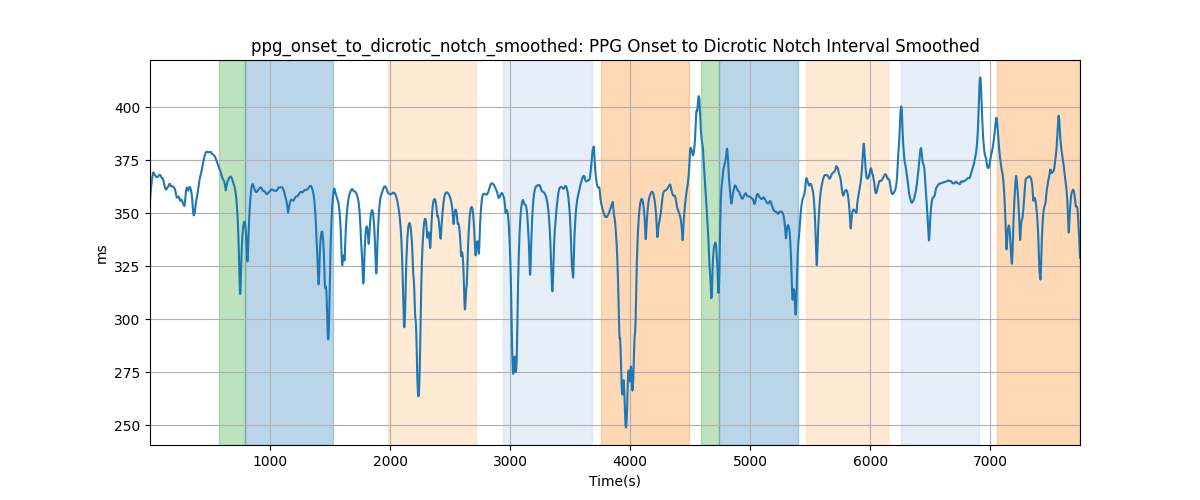 ppg_onset_to_dicrotic_notch_smoothed: PPG Onset to Dicrotic Notch Interval Smoothed
400
375
350
325
300
275
250
ms
1000 2000 3000 4000 5000 6000 7000
Time(s)